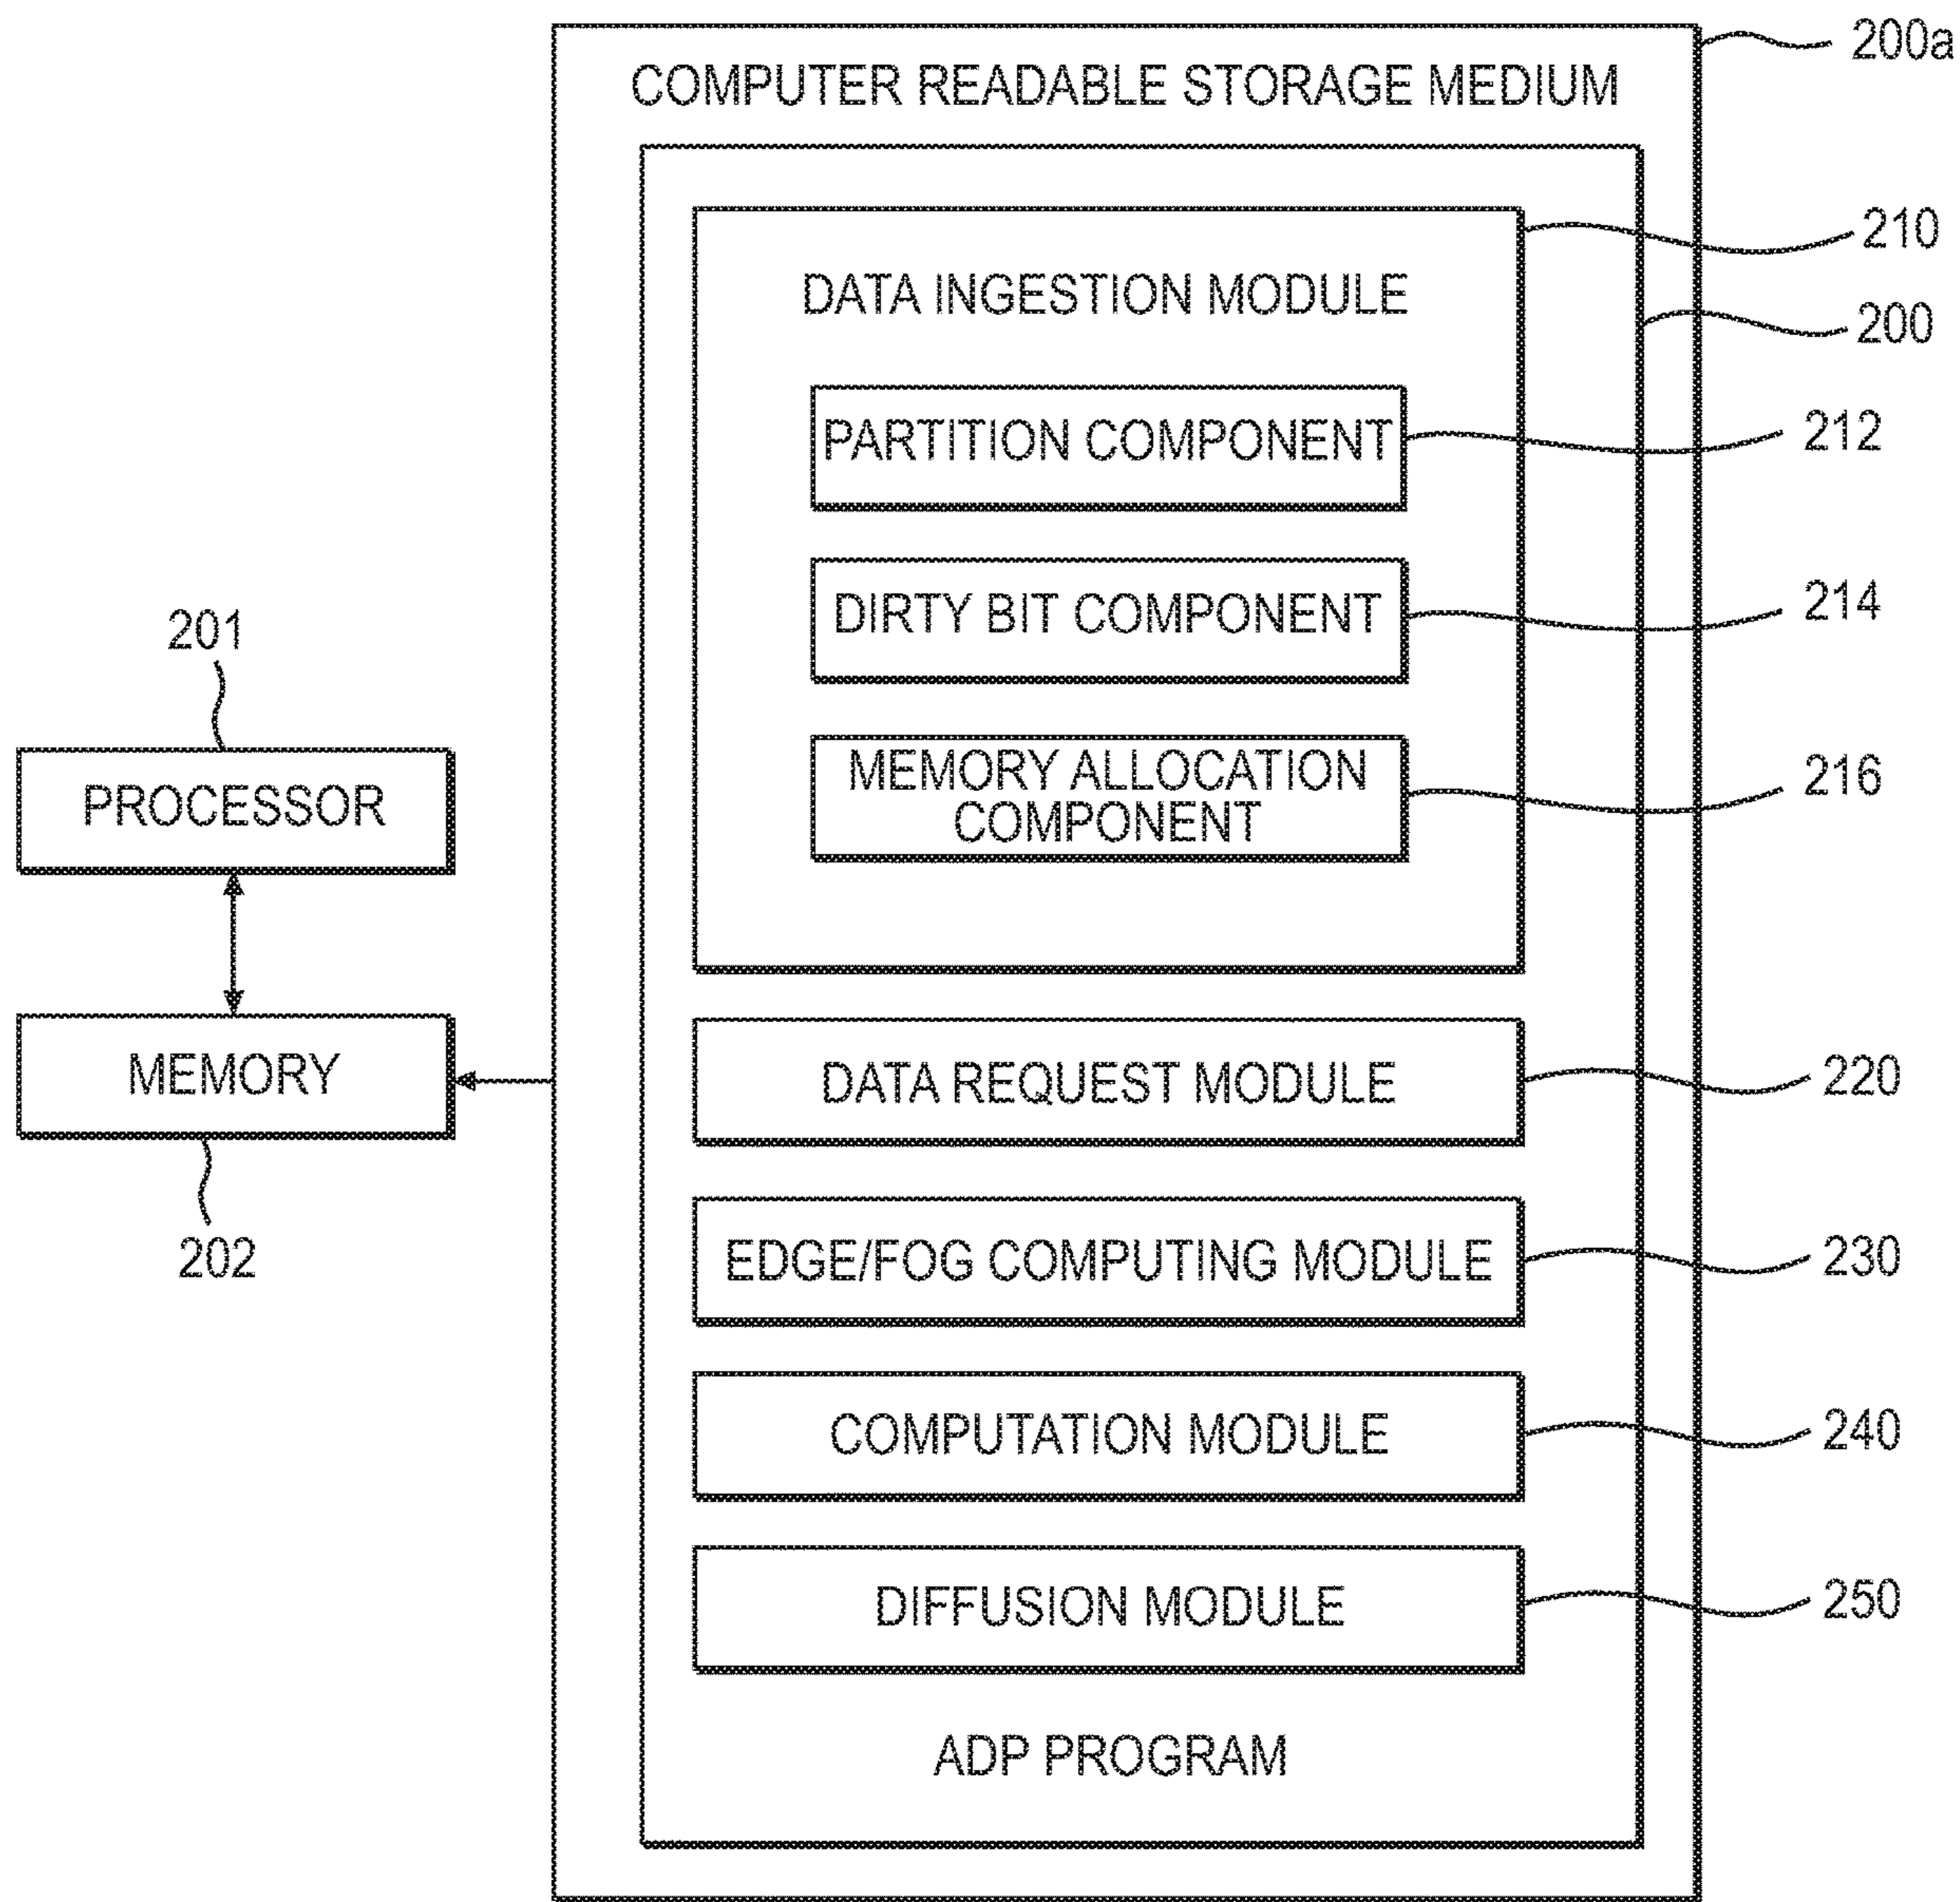 200a
COMPUTER READABLE STORAGE MEDIUM
210
DATA INGESTION MODULE
200
PARTITION COMPONENT
212
DIRTY BIT COMPONENT
214
201
MEMORY ALLOCATION
COMPONENT
216
PROCESSOR
MEMORY
DATA REQUEST MODULE
220
202
EDGE/FOG COMPUTING MODULE
230
COMPUTATION MODULE
240
DIFFUSION MODULE
250
ADP PROGRAM